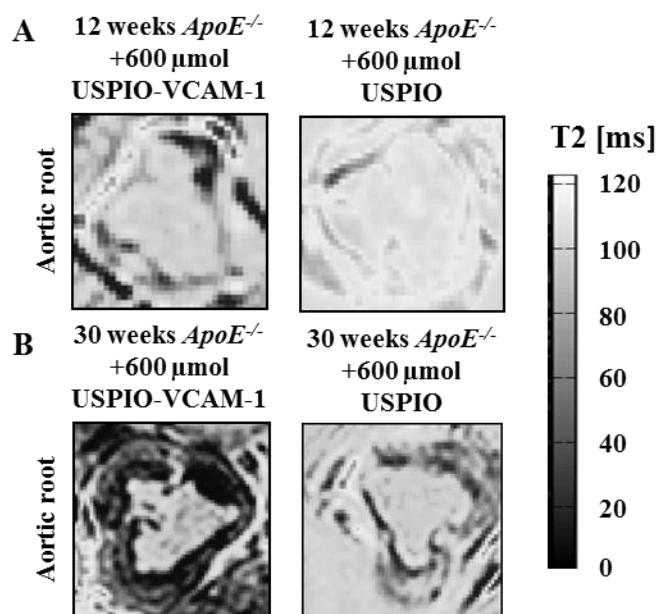 A
12 weeks ApoE-/-
+600 µmol
USPIO-VCAM-1
12 weeks ApoE-/-
+600 µmol
USPIO
Aortic root
T2 [ms]
120
100
80
60
40
20
0
B
30 weeks ApoE-/-
+600 µmol
USPIO-VCAM-1
30 weeks ApoE-/-
+600 µmol
USPIO
Aortic root